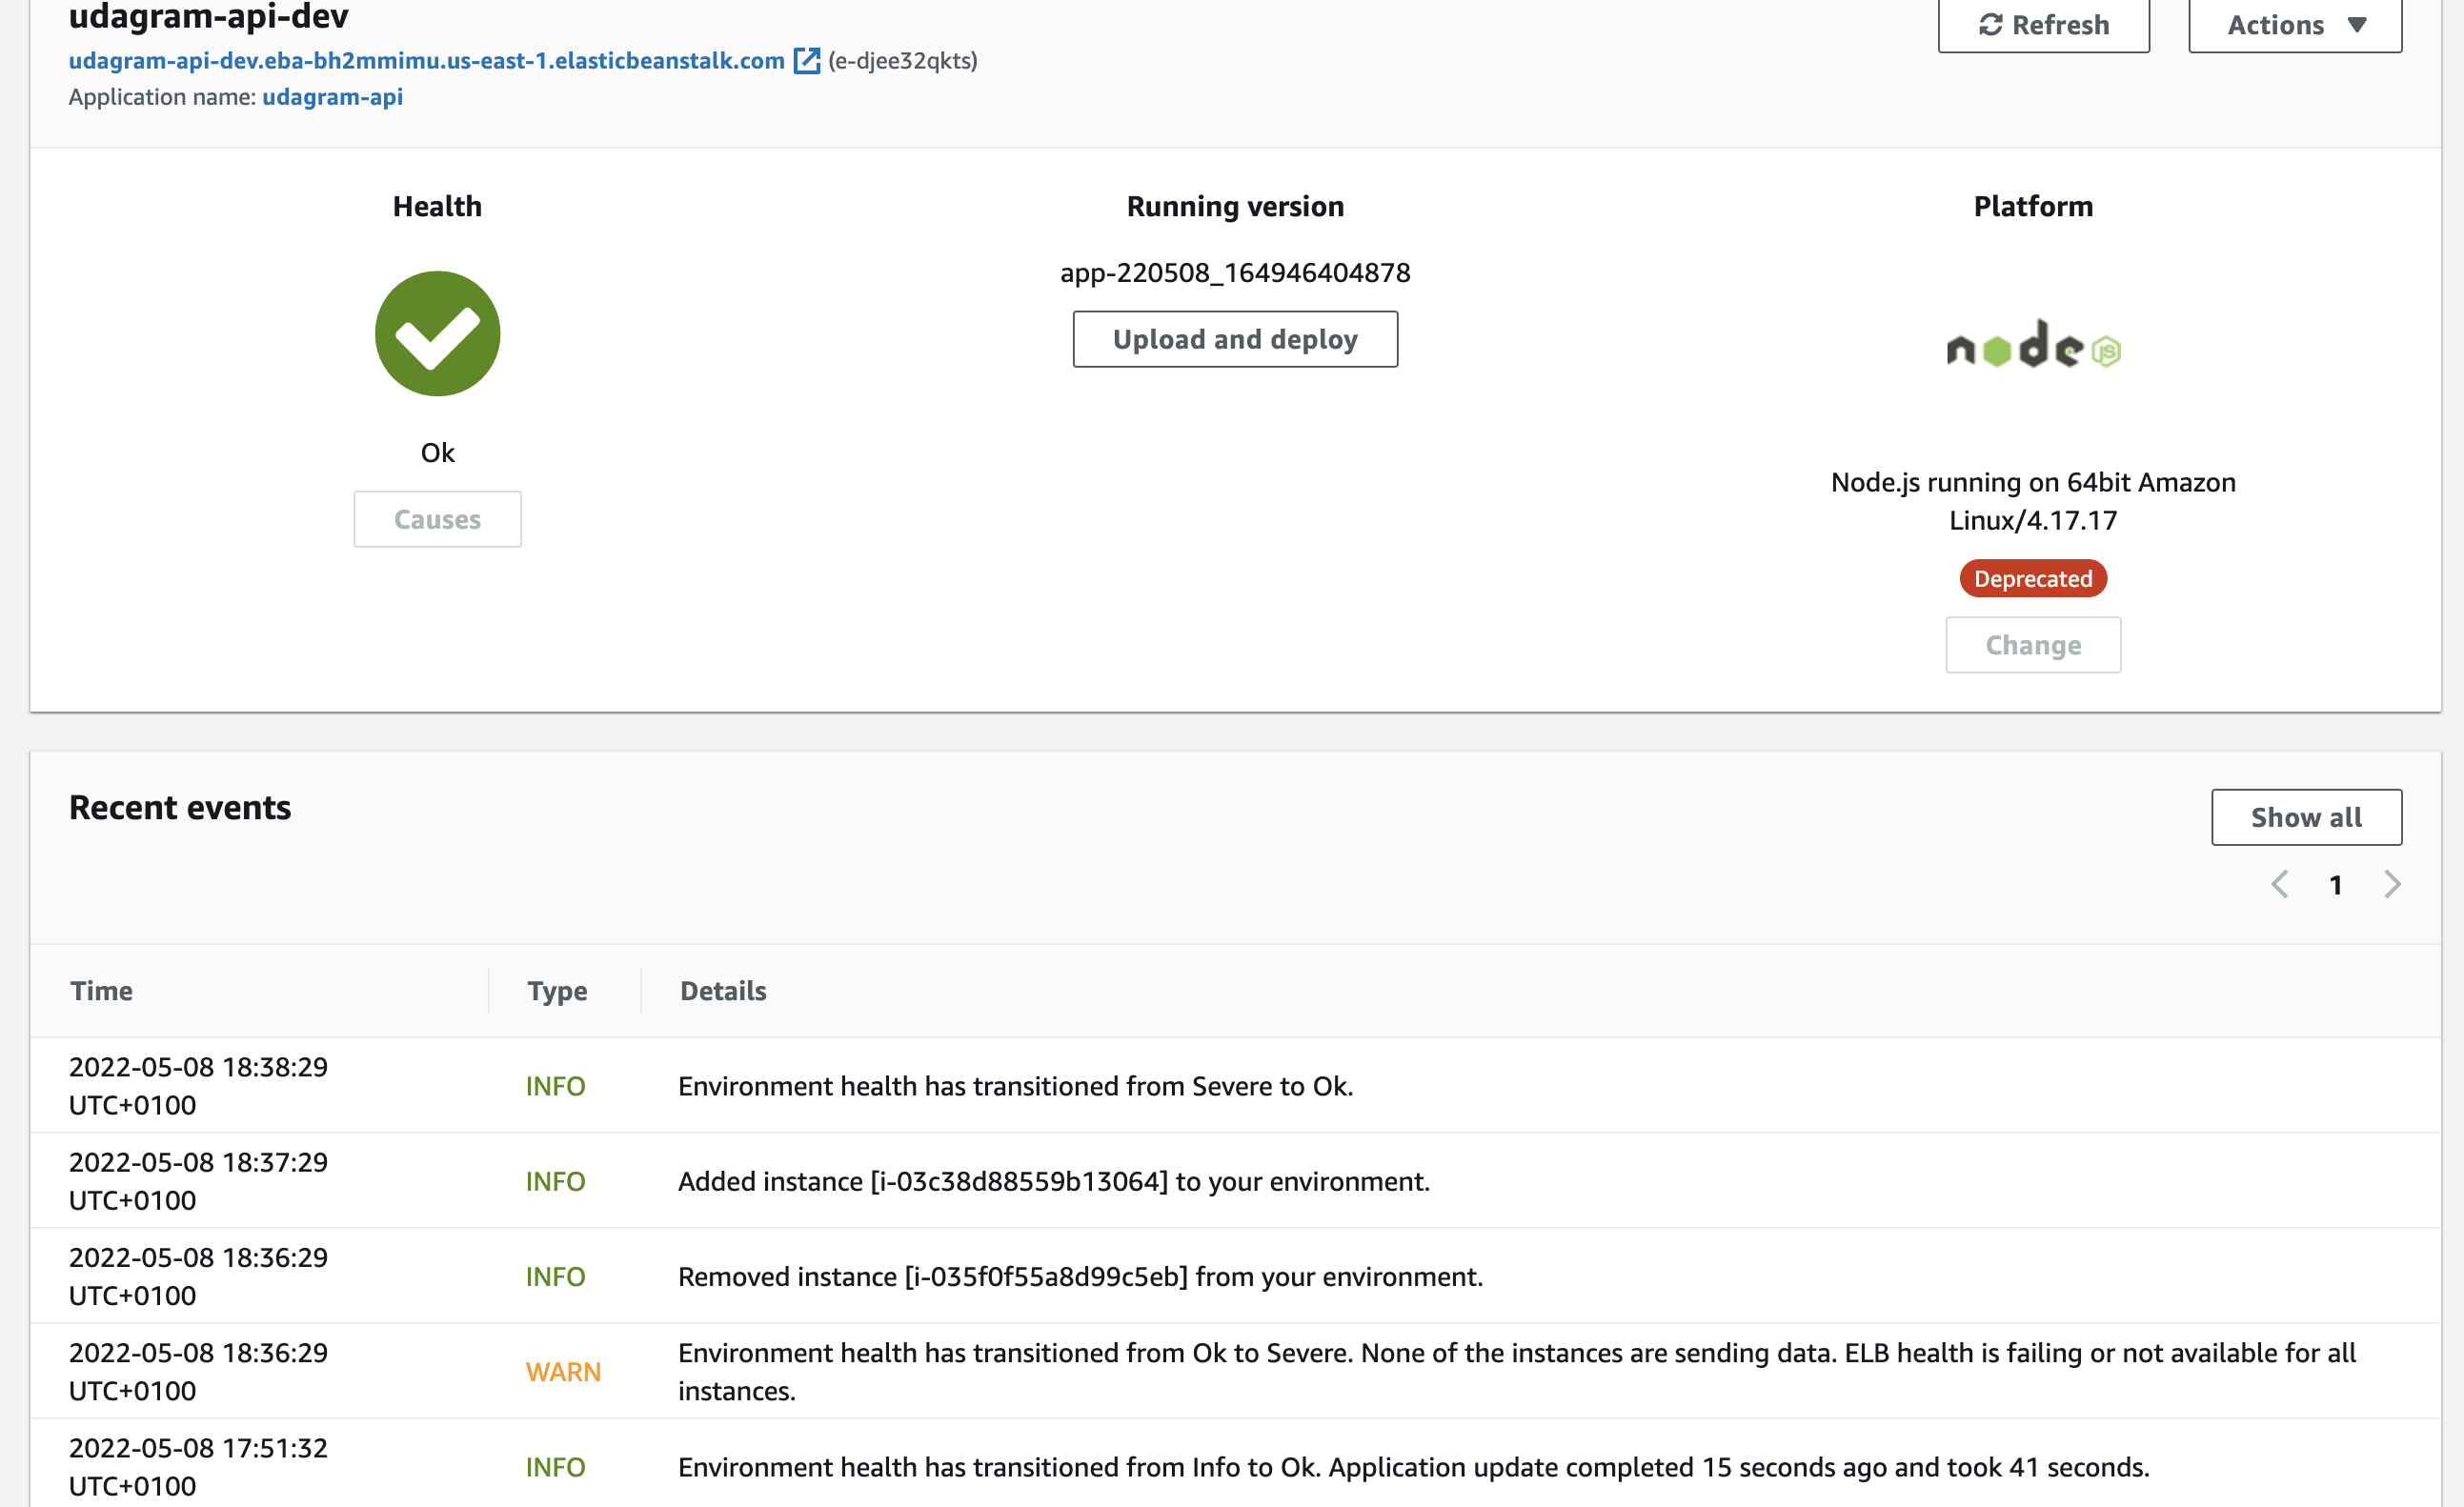 udagram-api-dev
Refresh
Actions
udagram-api-dev.eba-bh2mmimu.us-east-1.elasticbeanstalk.com (e-djee32qkts)
Application name: udagram-api
Health
Running version
Platform
app-220508_164946404878
Upload and deploy
node JS
Ok
Causes
Node.js running on 64bit Amazon
Linux/4.17.17
Deprecated
Change
Recent events
Show all
1
Time
Type
Details
2022-05-08 18:38:29
UTC+0100
INFO
Environment health has transitioned from Severe to Ok.
2022-05-08 18:37:29
UTC+0100
INFO
Added instance [i-03c38d88559b13064] to your environment.
2022-05-08 18:36:29
UTC+0100
INFO
Removed instance [i-035f0f55a8d99c5eb] from your environment.
2022-05-08 18:36:29
UTC+0100
WARN
Environment health has transitioned from Ok to Severe. None of the instances are sending data. ELB health is failing or not available for all
instances.
2022-05-08 17:51:32
UTC+0100
INFO
Environment health has transitioned from Info to Ok. Application update completed 15 seconds ago and took 41 seconds.